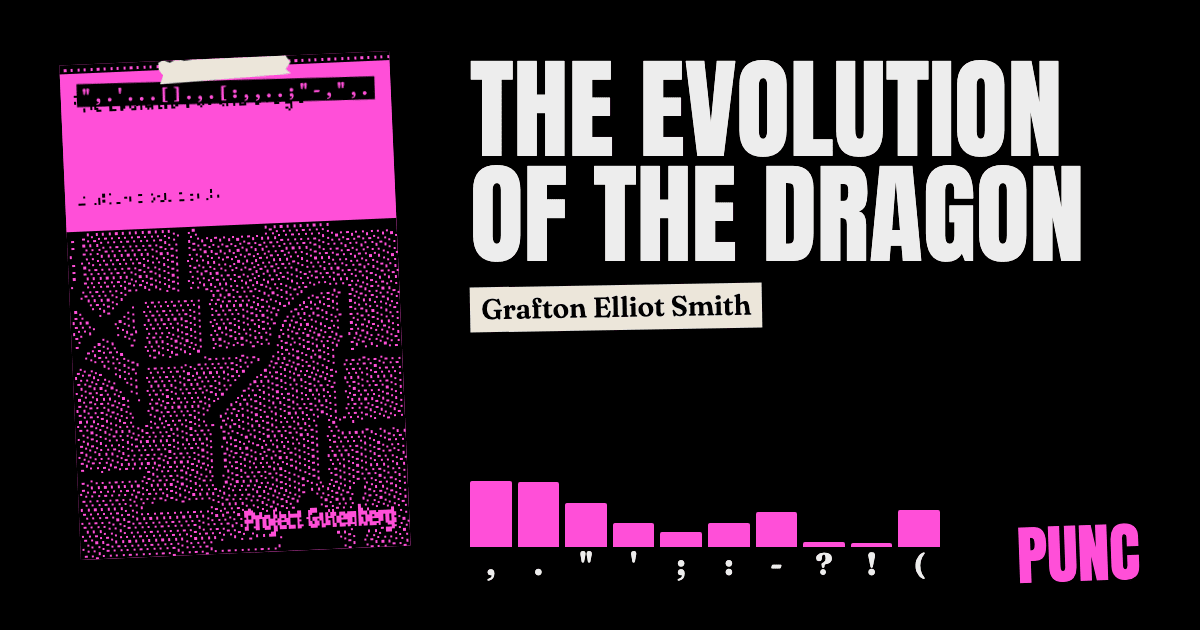 ",.'...[].,.[:,,..;"-,",.
THE EVOLUTION
OF THE DRAGON
Grafton Elliot Smith
Project Gutenberg
, . " ' ; : - ? ! (
PUNC